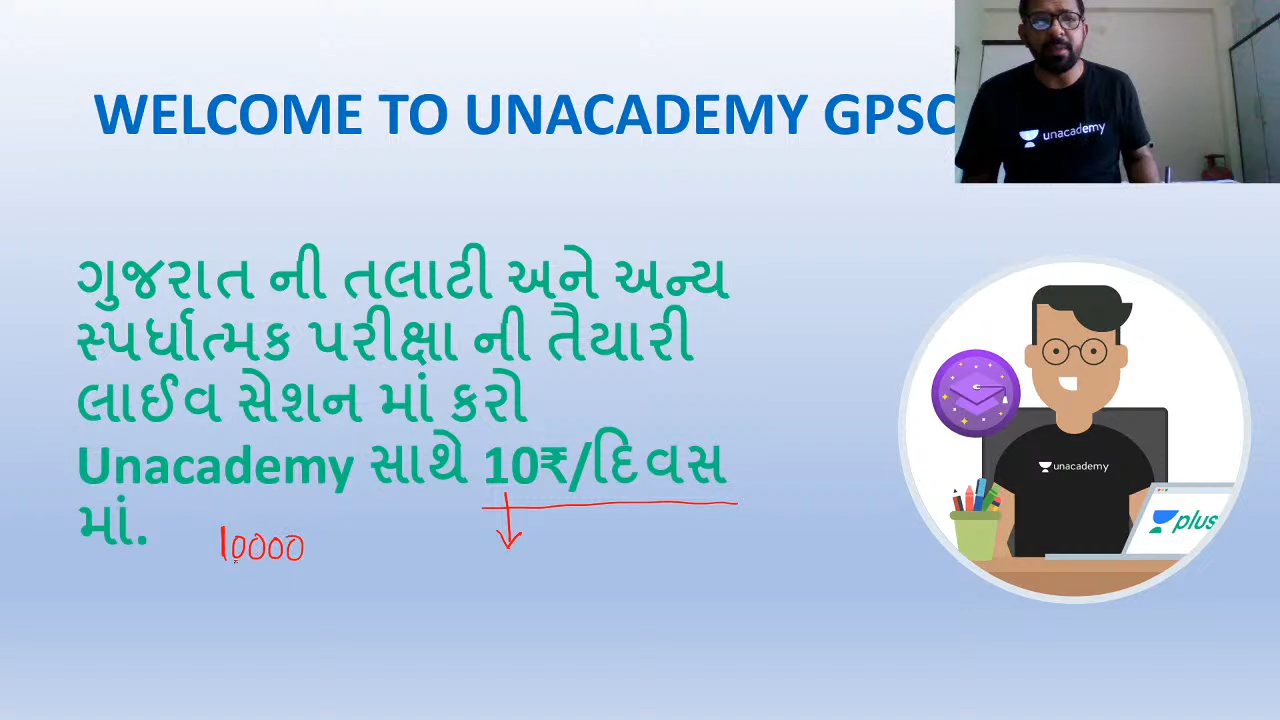 WELCOME TO UNACADEMY GPSC
unacademy
ગુજરાત ની તલાટી અને અન્ય
સ્પર્ધાત્મક પરીક્ષા ની તૈયારી
લાઈવ સેશન માં કરો
Unacademy સાથે 10₹/દિવસ
માં.
10000
unacademy
plus